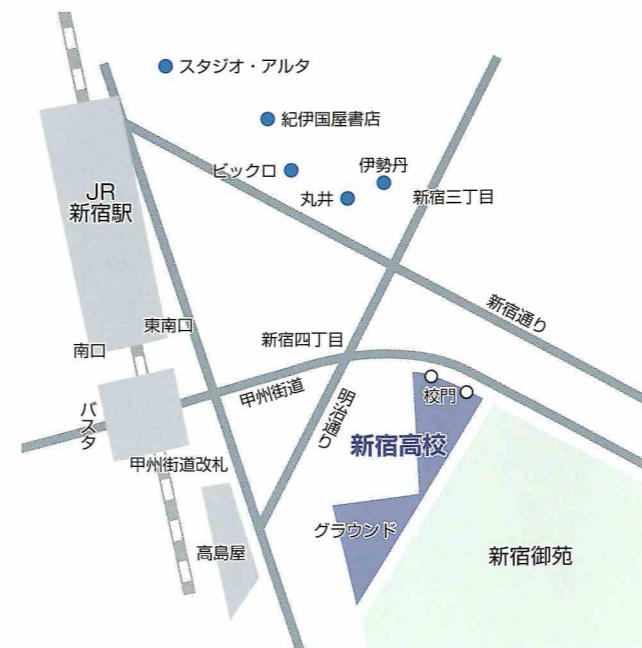 スタジオ・アルタ
紀伊国屋書店
ビックロ
伊勢丹
丸井
新宿三丁目
JR
新宿駅
新宿通り
東南口
南口
新宿四丁目
甲州街道
明治通り
バスタ
校門
新宿高校
甲州街道改札
グラウンド
高島屋
新宿御苑